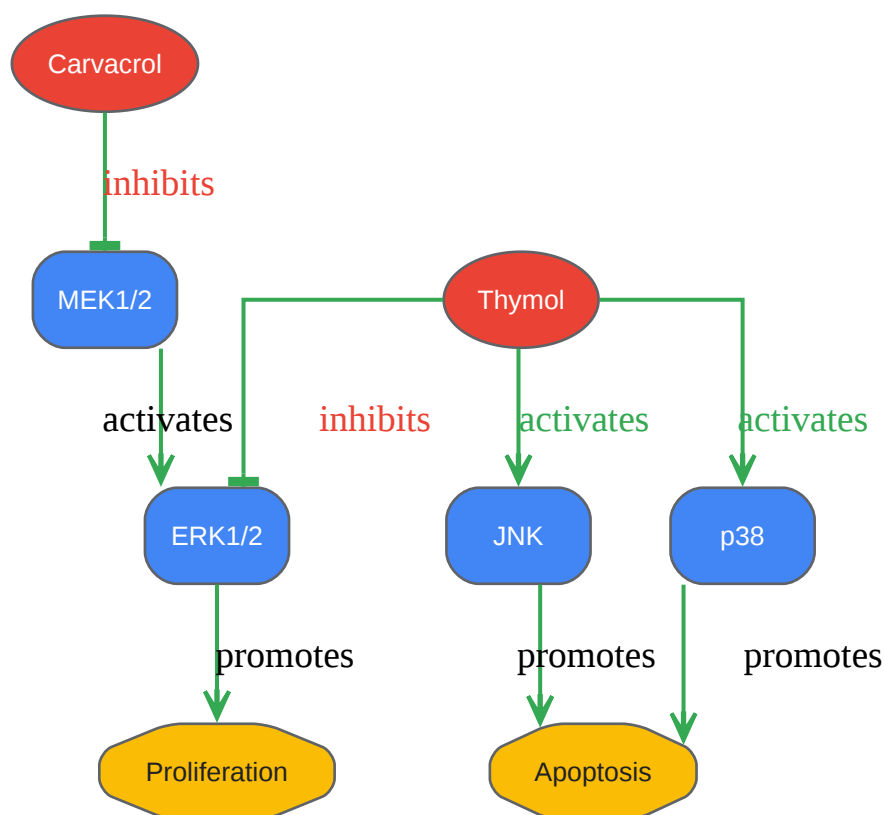 Carvacrol
inhibits
MEK1/2
Thymol
activates
inhibits
activates
activates
ERK1/2
JNK
p38
promotes
promotes
promotes
Proliferation
Apoptosis